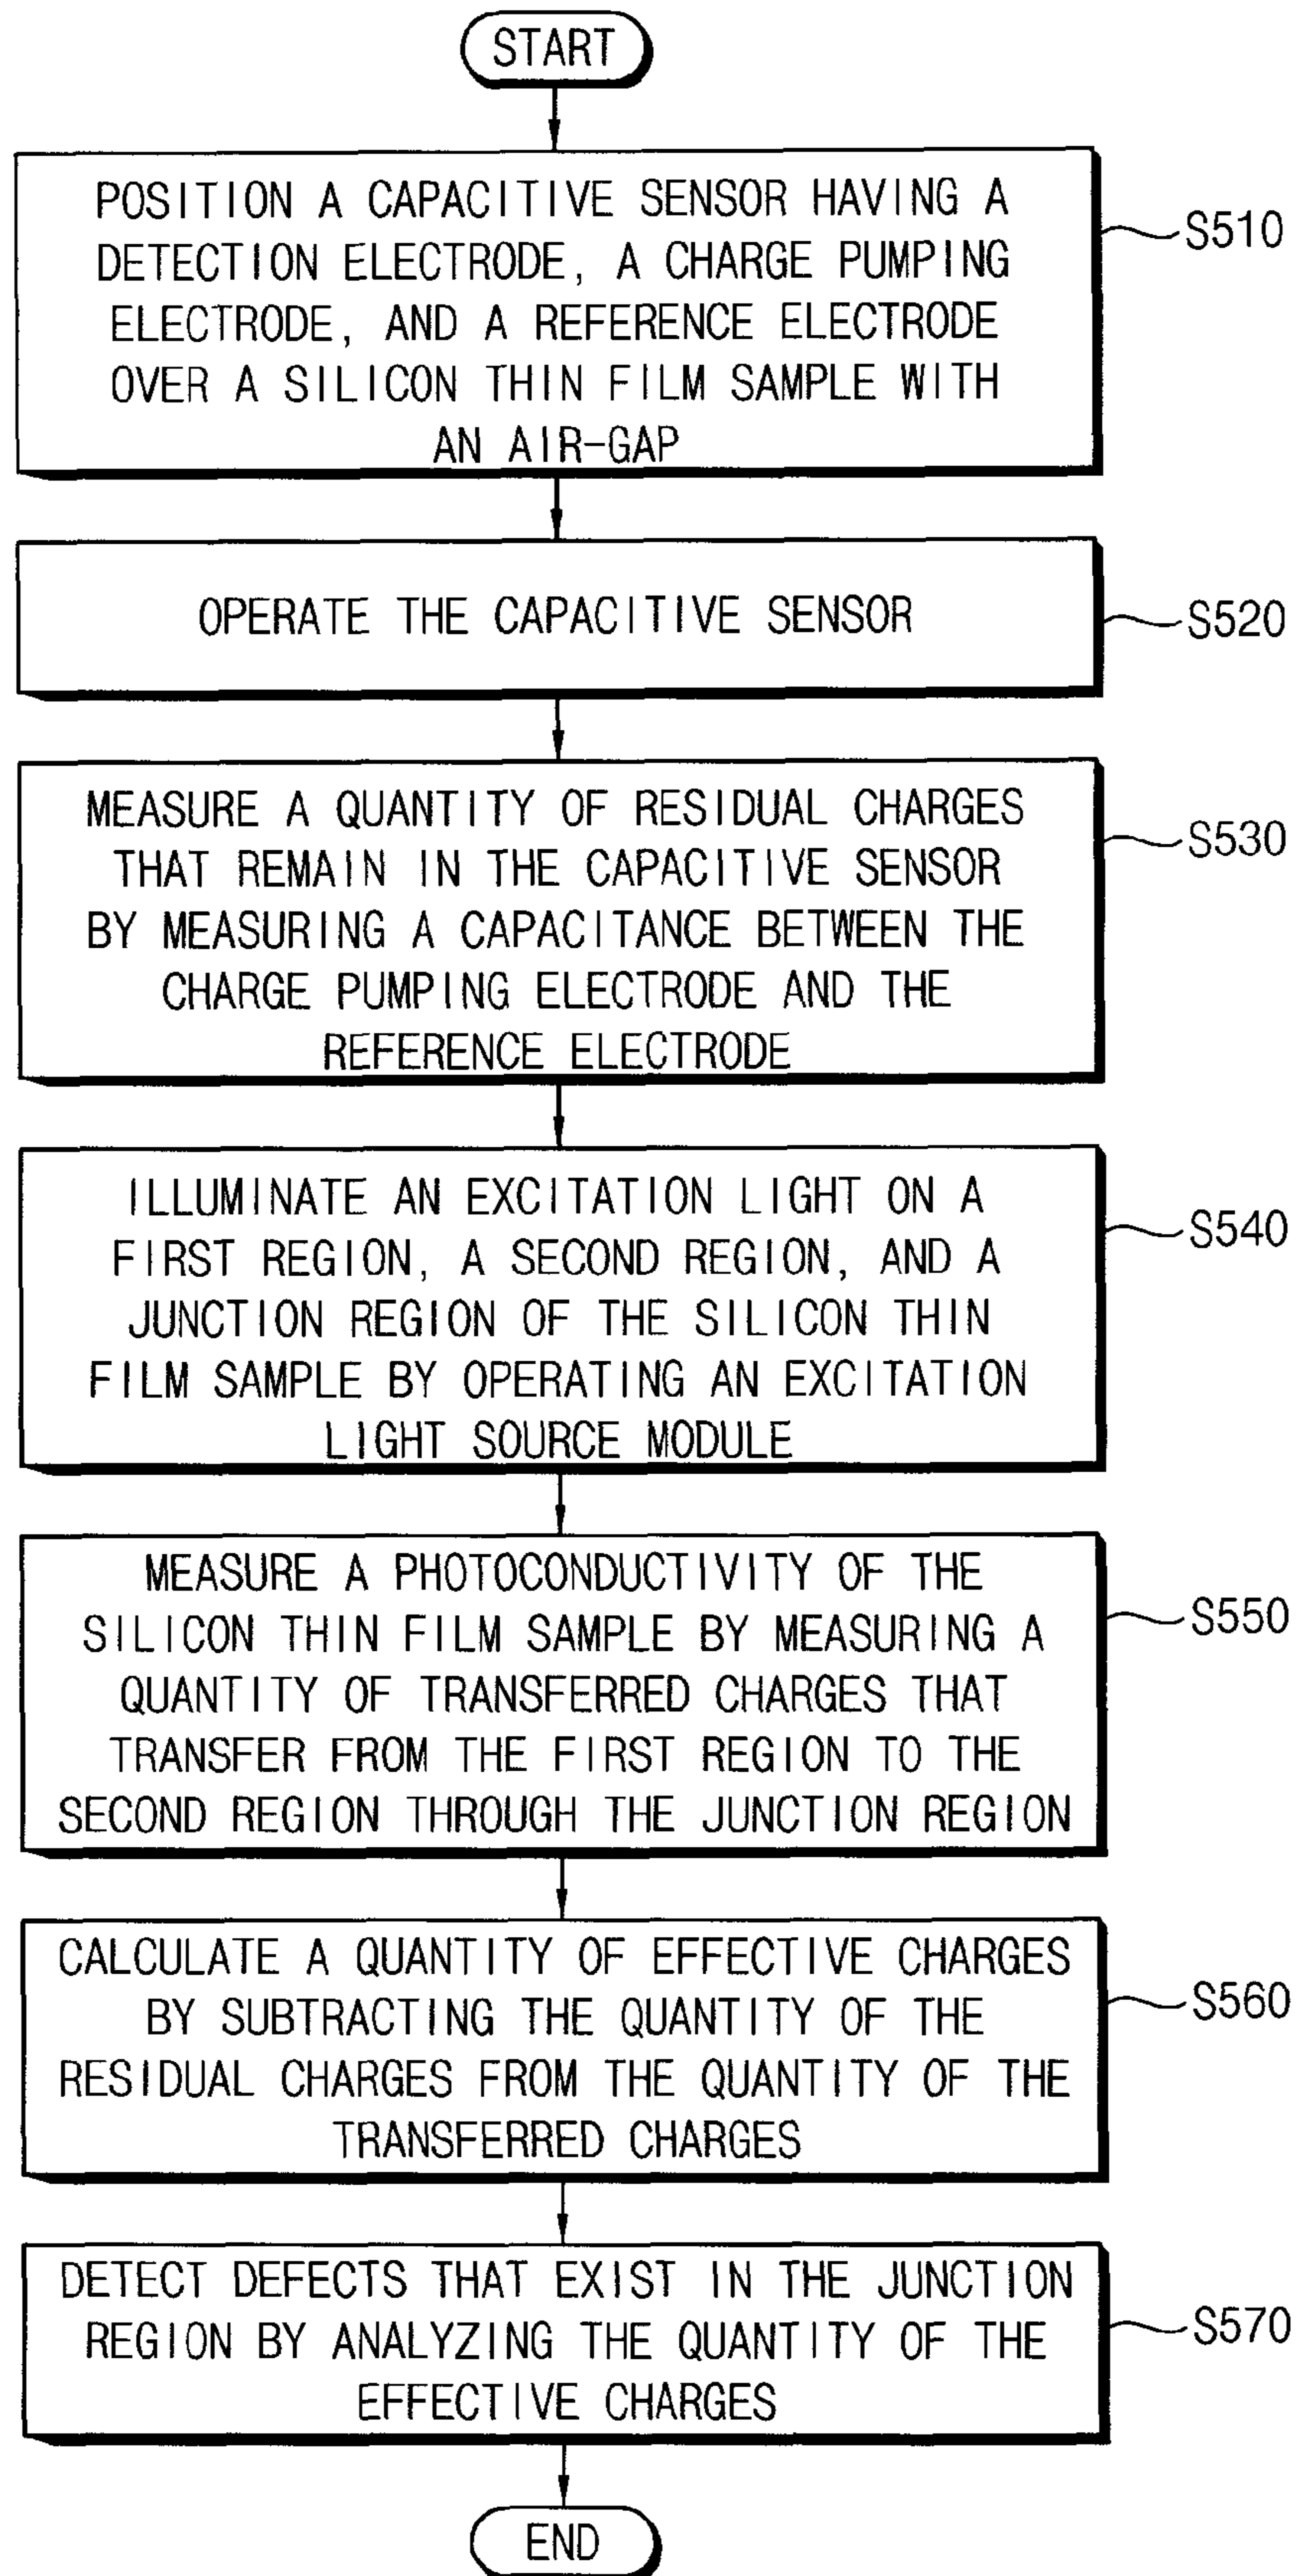 START
POSITION A CAPACITIVE SENSOR HAVING A
DETECTION ELECTRODE, A CHARGE PUMPING
ELECTRODE, AND A REFERENCE ELECTRODE
OVER A SILICON THIN FILM SAMPLE WITH
AN AIR-GAP
S510
OPERATE THE CAPACITIVE SENSOR
S520
MEASURE A QUANTITY OF RESIDUAL CHARGES
THAT REMAIN IN THE CAPACITIVE SENSOR
BY MEASURING A CAPACITANCE BETWEEN THE
CHARGE PUMPING ELECTRODE AND THE
REFERENCE ELECTRODE
S530
ILLUMINATE AN EXCITATION LIGHT ON A
FIRST REGION, A SECOND REGION, AND A
JUNCTION REGION OF THE SILICON THIN
FILM SAMPLE BY OPERATING AN EXCITATION
LIGHT SOURCE MODULE
S540
MEASURE A PHOTOCONDUCTIVITY OF THE
SILICON THIN FILM SAMPLE BY MEASURING A
QUANTITY OF TRANSFERRED CHARGES THAT
TRANSFER FROM THE FIRST REGION TO THE
SECOND REGION THROUGH THE JUNCTION REGION
S550
CALCULATE A QUANTITY OF EFFECTIVE CHARGES
BY SUBTRACTING THE QUANTITY OF THE
RESIDUAL CHARGES FROM THE QUANTITY OF THE
TRANSFERRED CHARGES
S560
DETECT DEFECTS THAT EXIST IN THE JUNCTION
REGION BY ANALYZING THE QUANTITY OF THE
EFFECTIVE CHARGES
S570
END